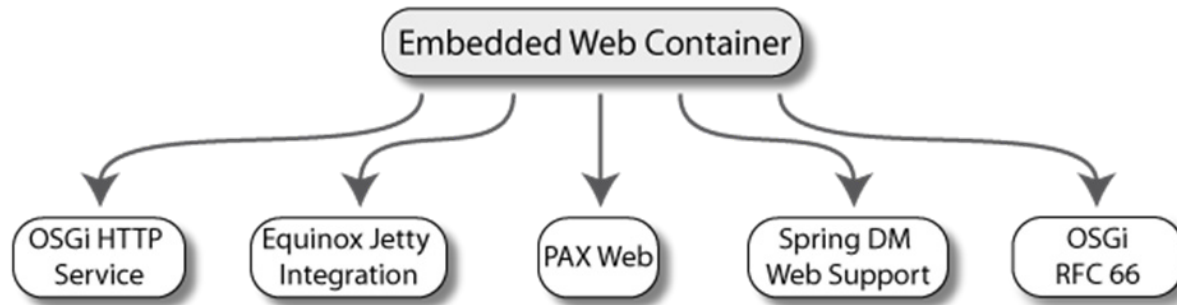 Embedded Web Container
OSGi HTTP
Service
Equinox Jetty
Integration
PAX Web
Spring DM
Web Support
OSGi
RFC 66